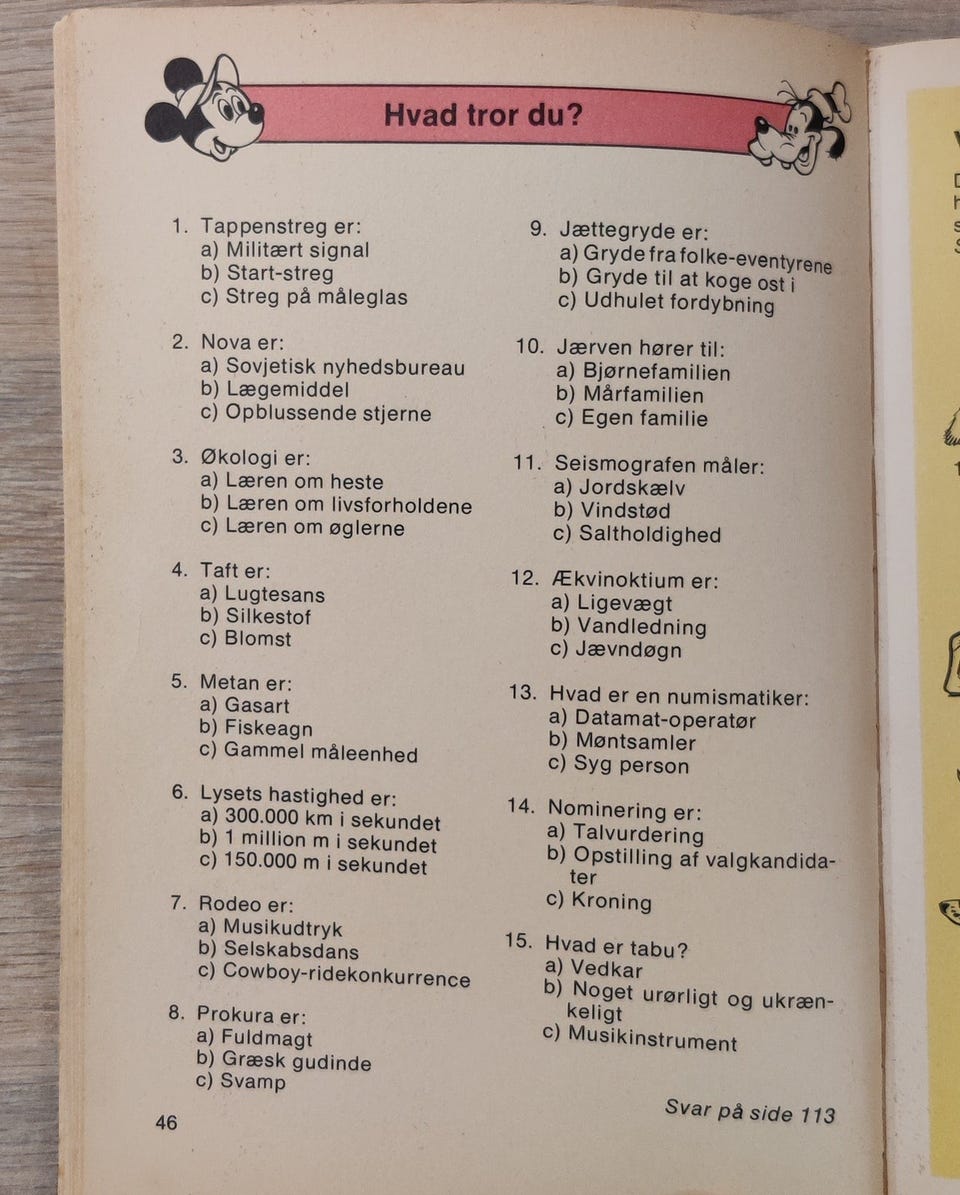 Hvad tror du?
1. Tappenstreg er:
a) Militært signal
b) Start-streg
c) Streg på måleglas
2. Nova er:
a) Sovjetisk nyhedsbureau
b) Lægemiddel
c) Opblussende stjerne
3. Økologi er:
a) Læren om heste
b) Læren om livsforholdene
c) Læren om øglerne
4. Taft er:
a) Lugtesans
b) Silkestof
c) Blomst
5. Metan er:
a) Gasart
b) Fiskeagn
c) Gammel måleenhed
6. Lysets hastighed er:
a) 300.000 km i sekundet
b) 1 million m i sekundet
c) 150.000 m i sekundet
7. Rodeo er:
a) Musikudtryk
b) Selskabsdans
c) Cowboy-ridekonkurrence
8. Prokura er:
a) Fuldmagt
b) Græsk gudinde
c) Svamp
9. Jættegryde er:
a) Gryde fra folke-eventyrene
b) Gryde til at koge ost i
c) Udhulet fordybning
10. Jærven hører til:
a) Bjørnefamilien
b) Mårfamilien
c) Egen familie
11. Seismografen måler:
a) Jordskælv
b) Vindstød
c) Saltholdighed
12. Ækvinoktium er:
a) Ligevægt
b) Vandledning
c) Jævndøgn
13. Hvad er en numismatiker:
a) Datamat-operatør
b) Møntsamler
c) Syg person
14. Nominering er:
a) Talvurdering
b) Opstilling af valgkandida-
ter
c) Kroning
15. Hvad er tabu?
a) Vedkar
b) Noget urørligt og ukræn-
keligt
c) Musikinstrument
Svar på side 113
46